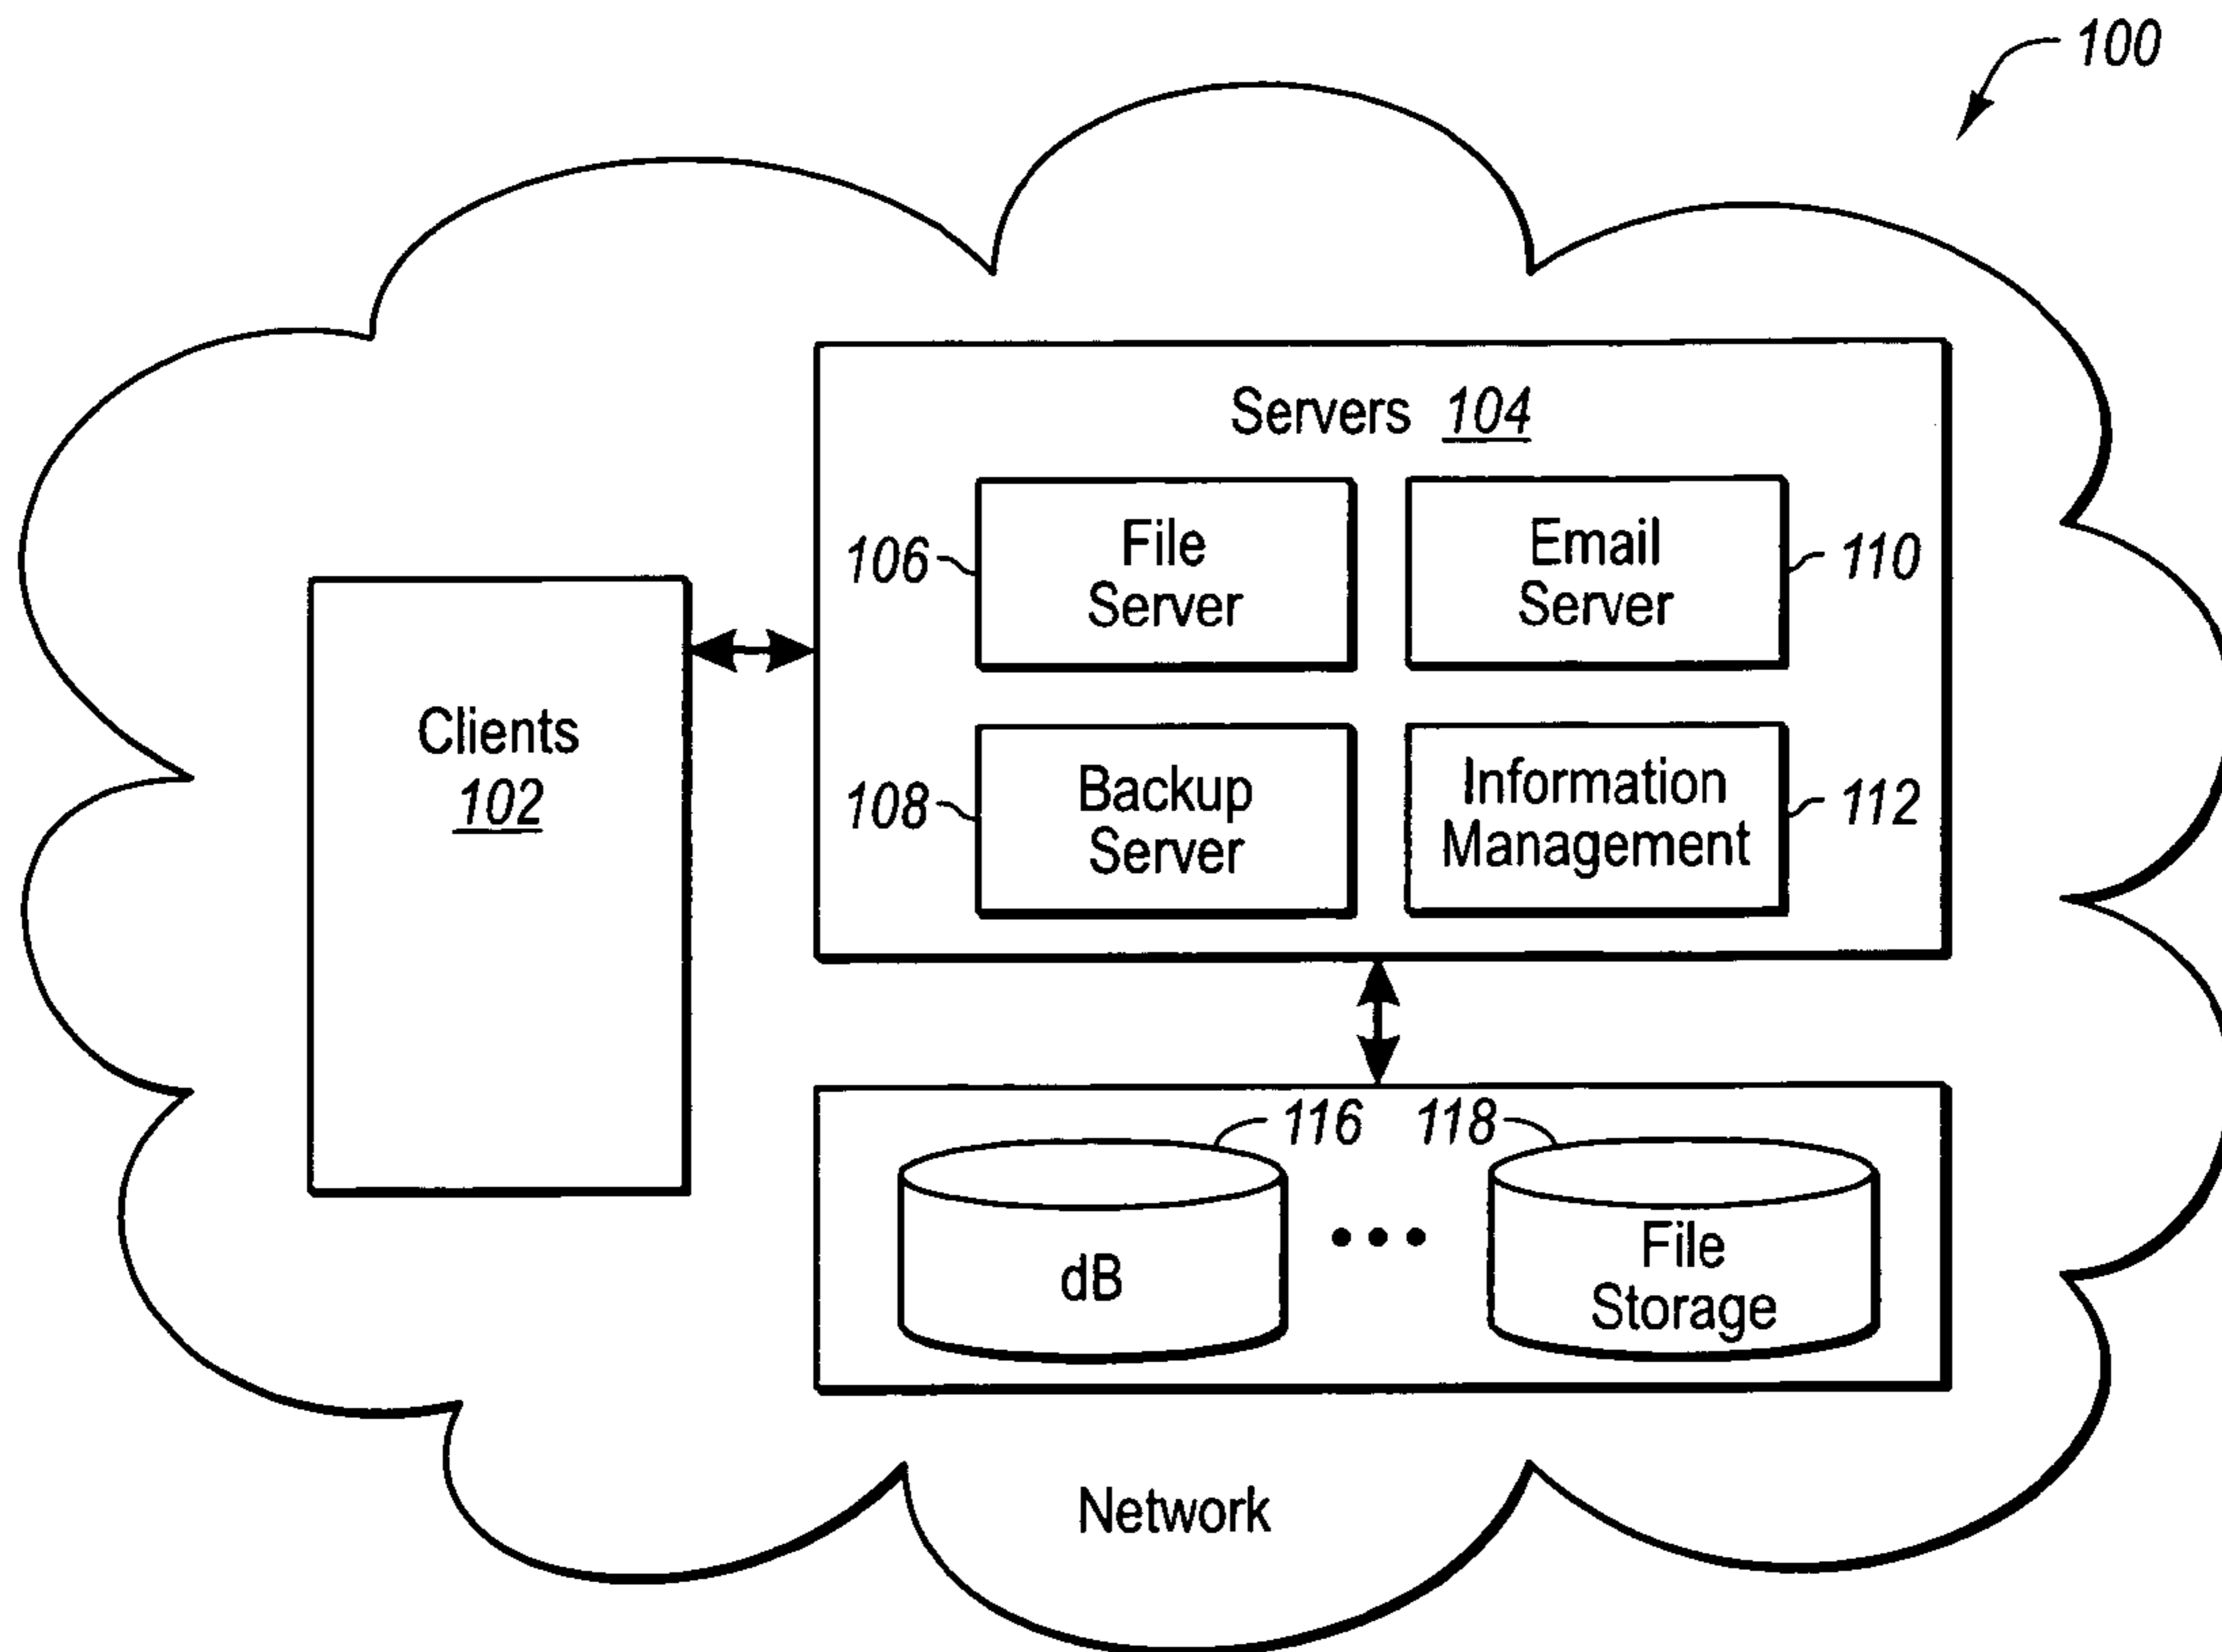 100
Servers 104
106
File
Server
Email
Server
110
Clients
102
108
Backup
Server
Information
Management
112
116
118
dB
File
Storage
Network